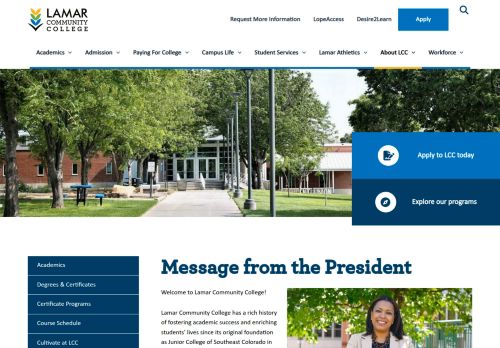 LAMAR
COMMUNITY
COLLEGE
Request More Information LopeAccess Desire2Learn Apply
Academics Admission Paying For College Campus Life Student Services Lamar Athletics About LCC Workforce
Apply to LCC today
Explore our programs
Academics
Degrees & Certificates
Certificate Programs
Course Schedule
Cultivate at LCC
Message from the President
Welcome to Lamar Community College!
Lamar Community College has a rich history
of fostering academic success and enriching
students' lives since its original foundation
as Junior College of Southeast Colorado in